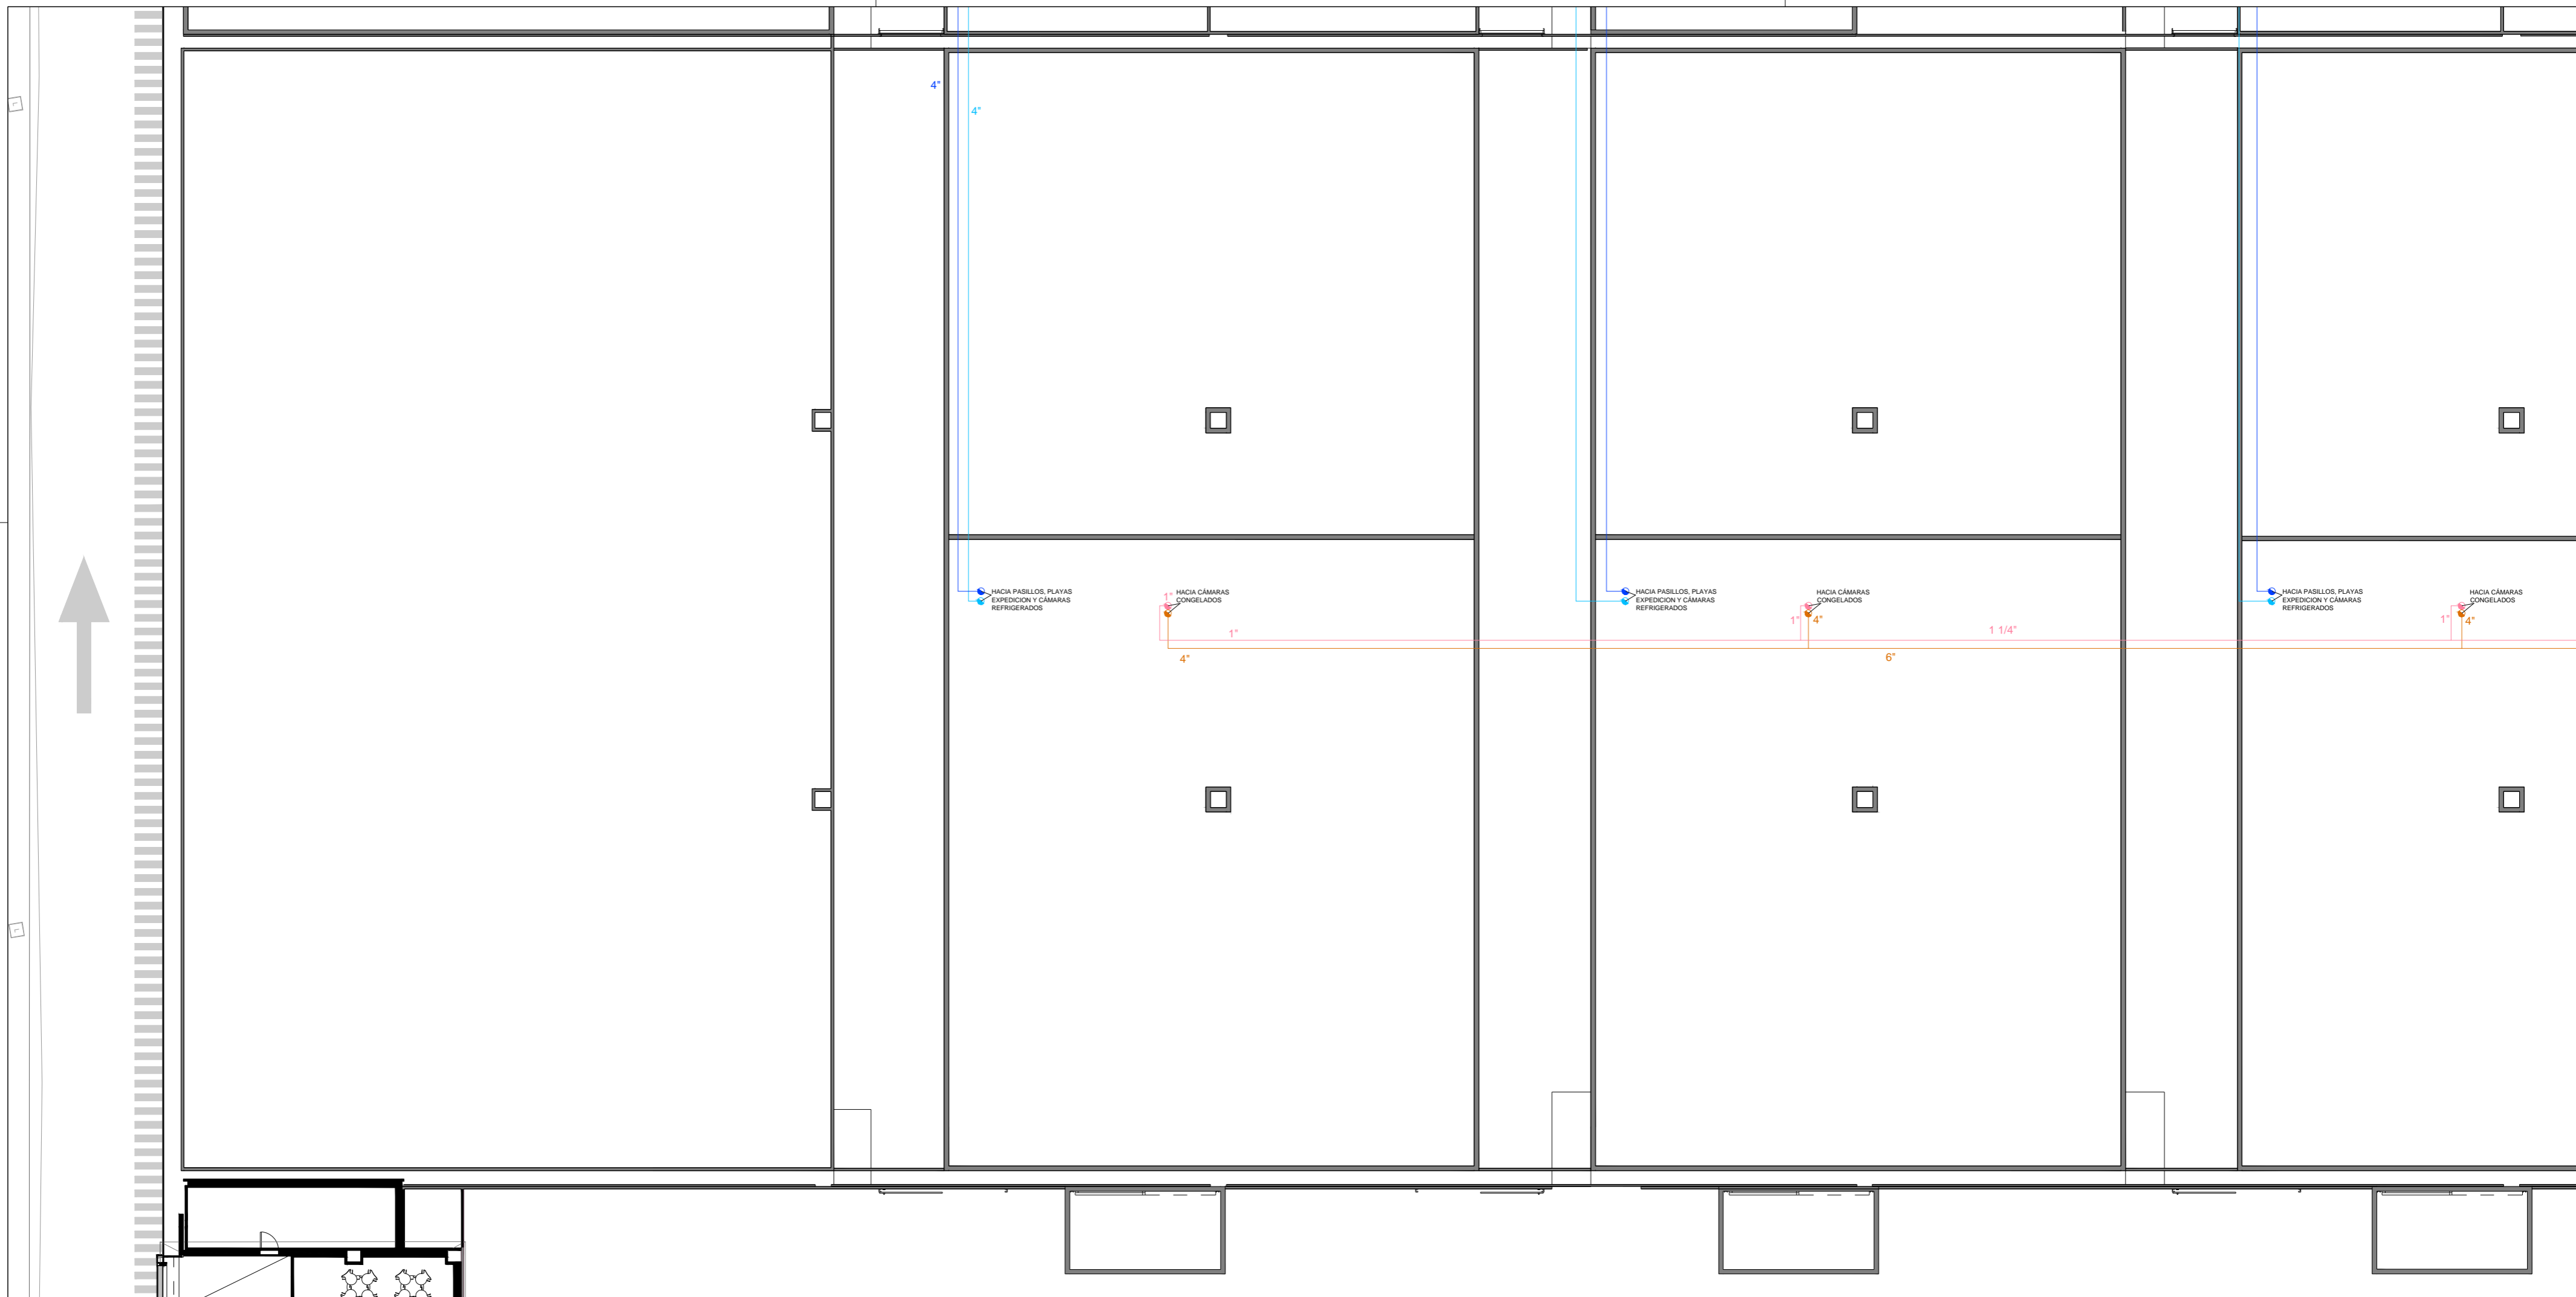 4"
4"
HACIA PASILLOS, PLAYAS
EXPEDICION Y CÁMARAS
REFRIGERADOS
1"
HACIA CÁMARAS
CONGELADOS
1"
4"
HACIA PASILLOS, PLAYAS
EXPEDICION Y CÁMARAS
REFRIGERADOS
HACIA CÁMARAS
CONGELADOS
1"
4"
1 1/4"
6"
HACIA PASILLOS, PLAYAS
EXPEDICION Y CÁMARAS
REFRIGERADOS
HACIA CÁMARAS
CONGELADOS
1"
4"